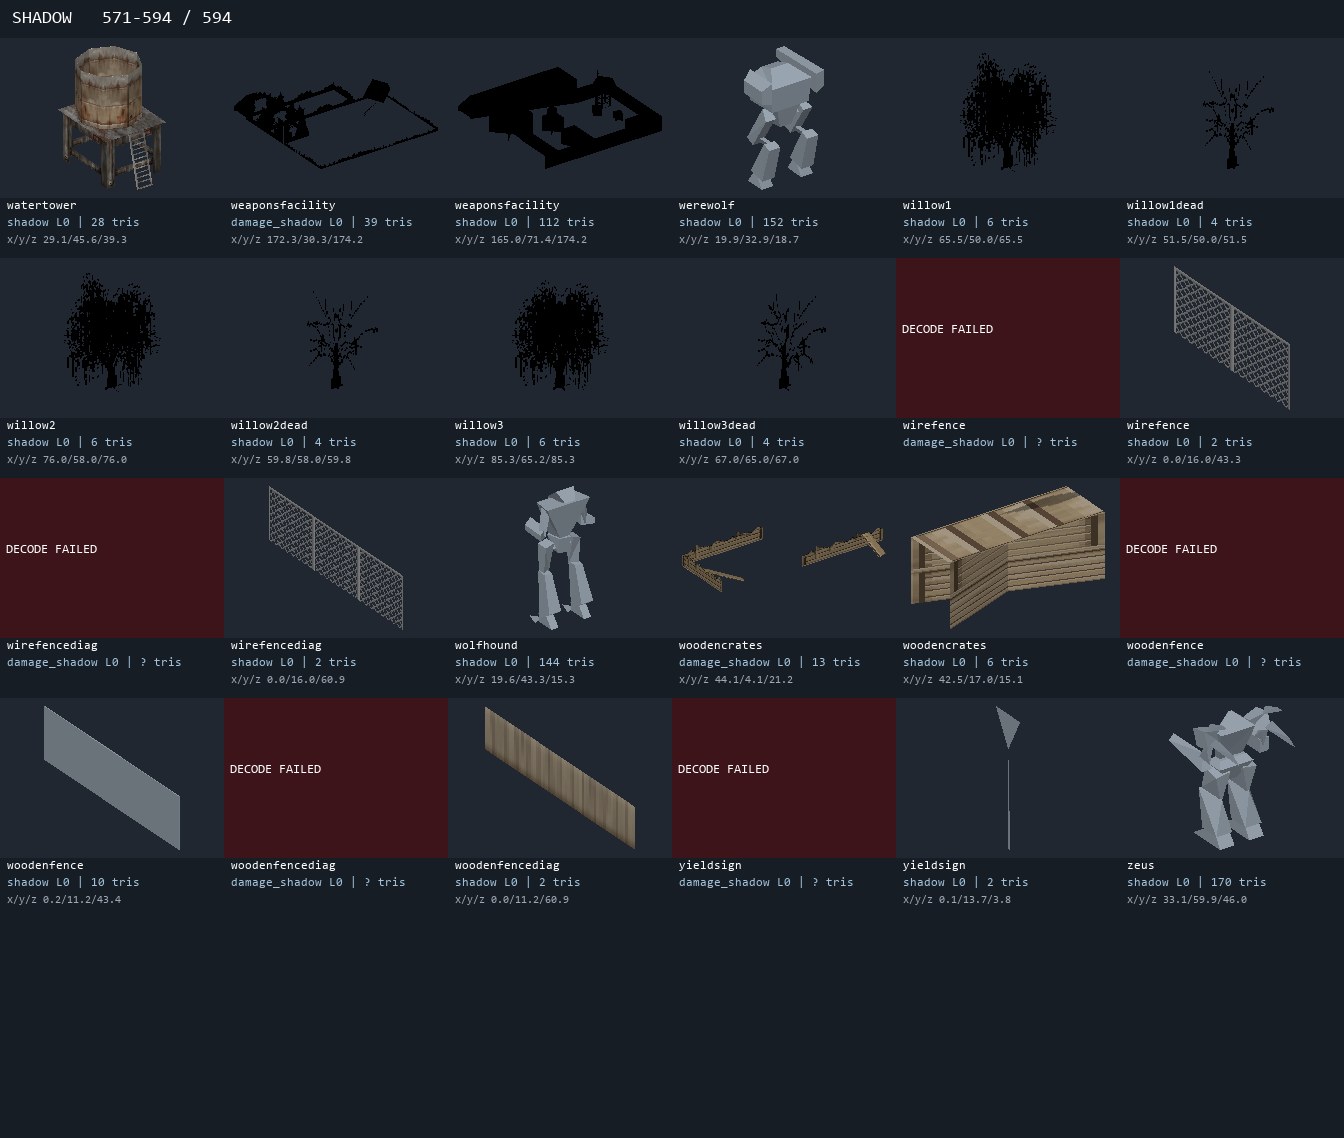 SHADOW 571-594 / 594
watertower
shadow L0 | 28 tris
x/y/z 29.1/45.6/39.3
weaponsfacility
damage_shadow L0 | 39 tris
x/y/z 172.3/30.3/174.2
weaponsfacility
shadow L0 | 112 tris
x/y/z 165.0/71.4/174.2
werewolf
shadow L0 | 152 tris
x/y/z 19.9/32.9/18.7
willow1
shadow L0 | 6 tris
x/y/z 65.5/50.0/65.5
willow1dead
shadow L0 | 4 tris
x/y/z 51.5/50.0/51.5
willow2
shadow L0 | 6 tris
x/y/z 76.0/58.0/76.0
willow2dead
shadow L0 | 4 tris
x/y/z 59.8/58.0/59.8
willow3
shadow L0 | 6 tris
x/y/z 85.3/65.2/85.3
willow3dead
shadow L0 | 4 tris
x/y/z 67.0/65.0/67.0
DECODE FAILED
wirefence
damage_shadow L0 | ? tris
wirefence
shadow L0 | 2 tris
x/y/z 0.0/16.0/43.3
DECODE FAILED
wirefencediag
damage_shadow L0 | ? tris
wirefencediag
shadow L0 | 2 tris
x/y/z 0.0/16.0/60.9
wolfhound
shadow L0 | 144 tris
x/y/z 19.6/43.3/15.3
woodencrates
damage_shadow L0 | 13 tris
x/y/z 44.1/4.1/21.2
woodencrates
shadow L0 | 6 tris
x/y/z 42.5/17.0/15.1
DECODE FAILED
woodenfence
damage_shadow L0 | ? tris
woodenfence
shadow L0 | 10 tris
x/y/z 0.2/11.2/43.4
DECODE FAILED
woodenfencediag
damage_shadow L0 | ? tris
woodenfencediag
shadow L0 | 2 tris
x/y/z 0.0/11.2/60.9
DECODE FAILED
yieldsign
damage_shadow L0 | ? tris
yieldsign
shadow L0 | 2 tris
x/y/z 0.1/13.7/3.8
zeus
shadow L0 | 170 tris
x/y/z 33.1/59.9/46.0